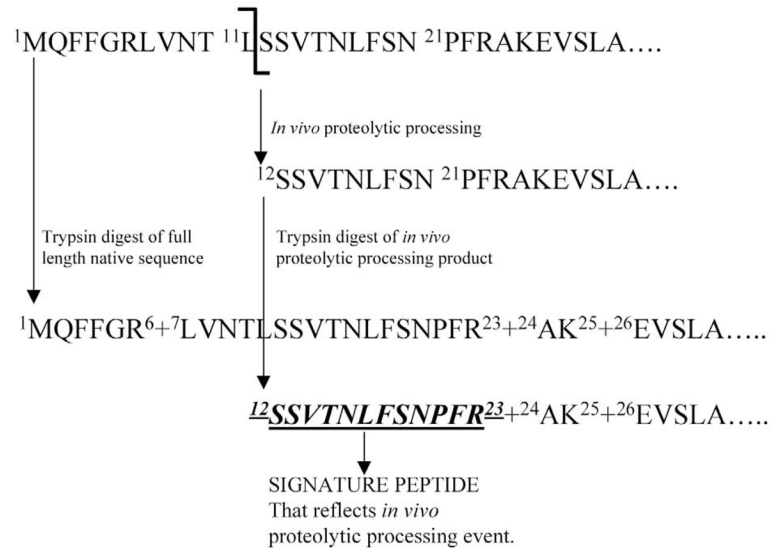 ¹MQFFGRLVNT ¹¹LSSVTNLFSN ²¹PFRAKEVSLA….
In vivo proteolytic processing
¹²SSVTNLFSN ²¹PFRAKEVSLA….
Trypsin digest of full
length native sequence
Trypsin digest of in vivo
proteolytic processing product
¹MQFFGR⁶+⁷LVNTLSSVTNLFSNPFR²³+²⁴AK²⁵+²⁶EVSLA…..
¹²SSVTNLFSNPFR²³+²⁴AK²⁵+²⁶EVSLA…..
SIGNATURE PEPTIDE
That reflects in vivo
proteolytic processing event.